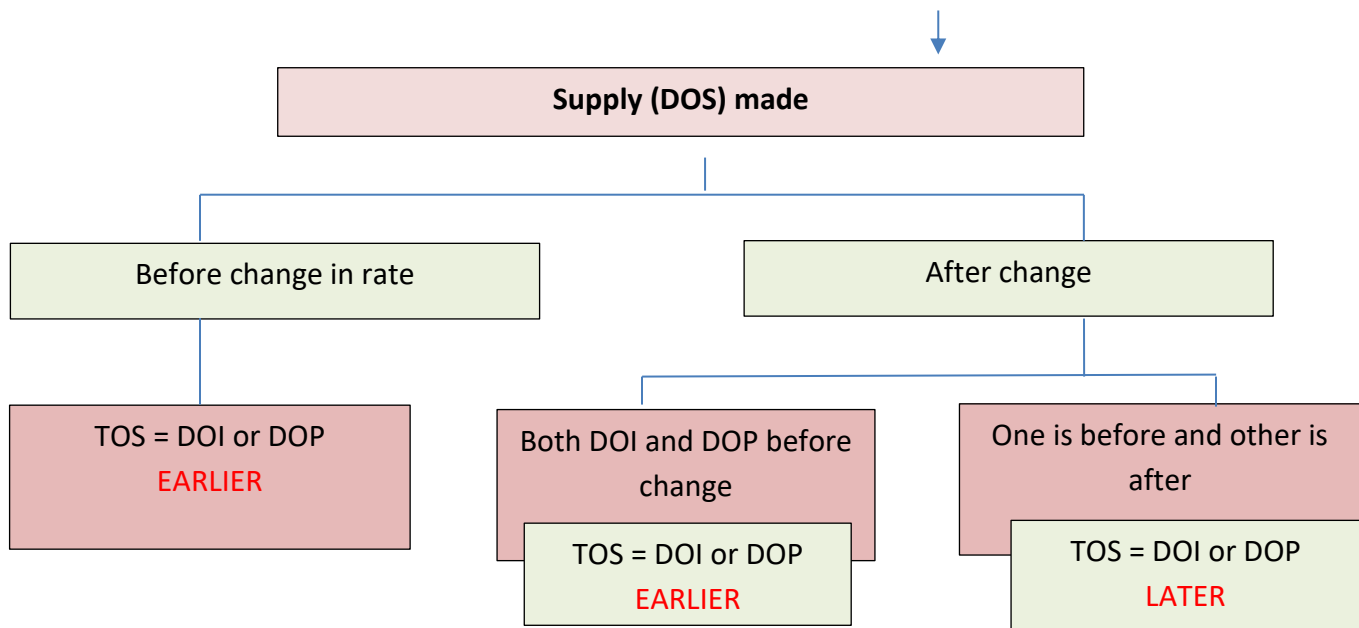 Supply (DOS) made
Before change in rate
After change
TOS = DOI or DOP
EARLIER
Both DOI and DOP before
change
TOS = DOI or DOP
EARLIER
One is before and other is
after
TOS = DOI or DOP
LATER